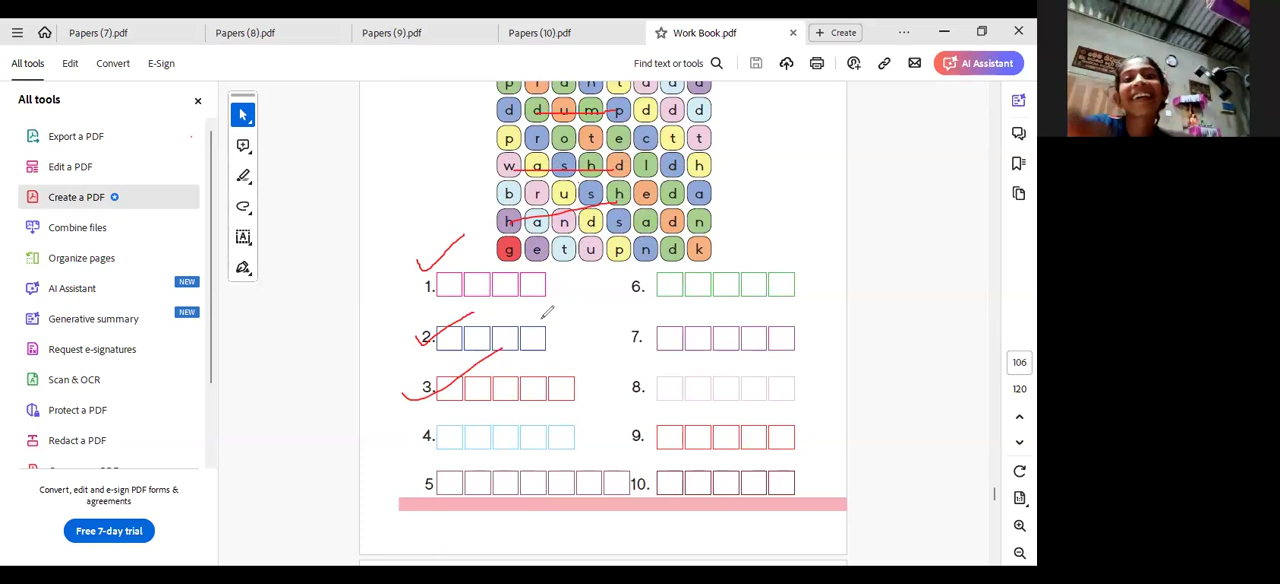 Papers (7).pdf Papers (8).pdf Papers (9).pdf Papers (10).pdf Work Book.pdf Create
All tools Edit Convert E-Sign Find text or tools AI Assistant
All tools
Export a PDF
Edit a PDF
Create a PDF
Combine files
Organize pages
AI Assistant NEW
Generative summary NEW
Request e-signatures
Scan & OCR
Protect a PDF
Redact a PDF
Convert, edit and e-sign PDF forms &
agreements
Free 7-day trial
d d u m p d d d
p r o t e c t t
w a s h d l d h
b r u s h e d a
h a n d s a d n
g e t u p n d k
1. 6.
2. 7.
3. 8.
4. 9.
5 10.
106
120